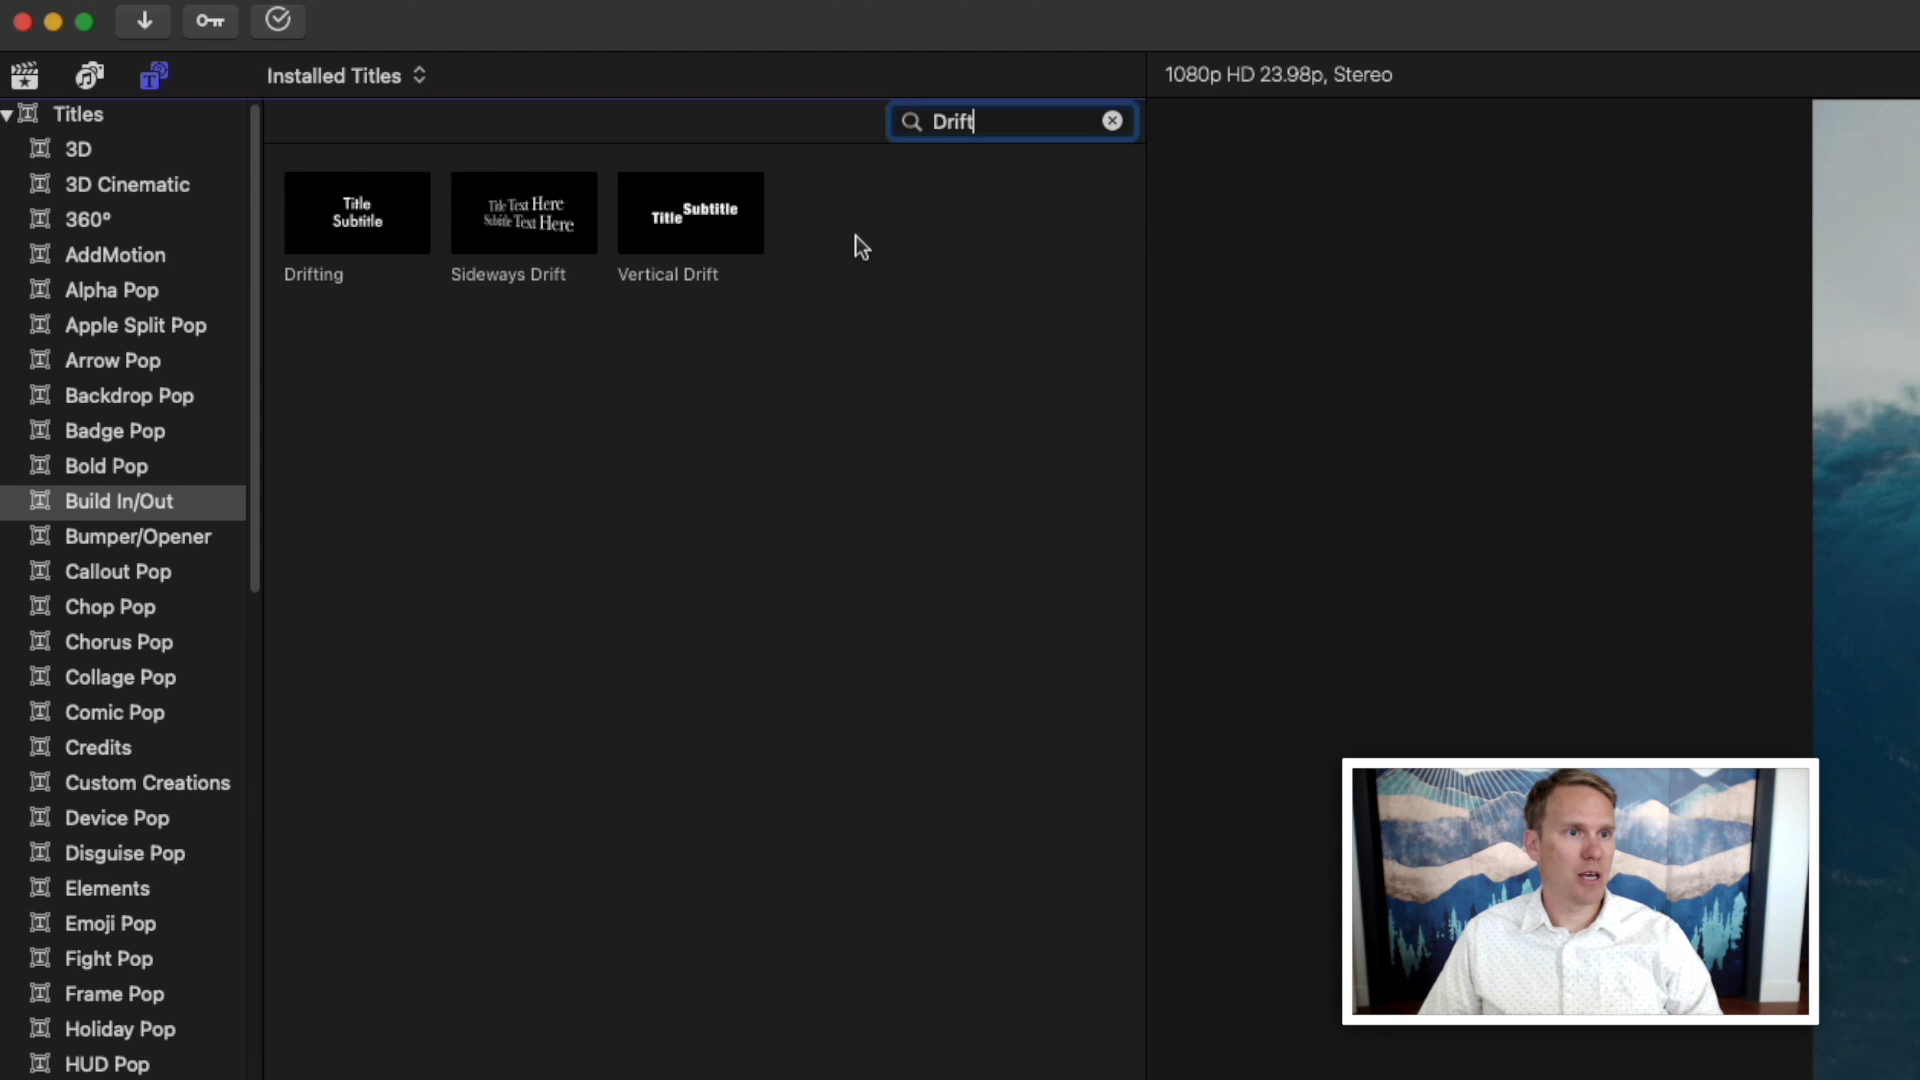 Installed Titles
1080p HD 23.98p, Stereo
Titles
3D
3D Cinematic
360°
AddMotion
Alpha Pop
Apple Split Pop
Arrow Pop
Backdrop Pop
Badge Pop
Bold Pop
Build In/Out
Bumper/Opener
Callout Pop
Chop Pop
Chorus Pop
Collage Pop
Comic Pop
Credits
Custom Creations
Device Pop
Disguise Pop
Elements
Emoji Pop
Fight Pop
Frame Pop
Holiday Pop
HUD Pop
Drift
Title
Subtitle
Drifting
Title Text Here
Subtitle Text Here
Sideways Drift
Title Subtitle
Vertical Drift